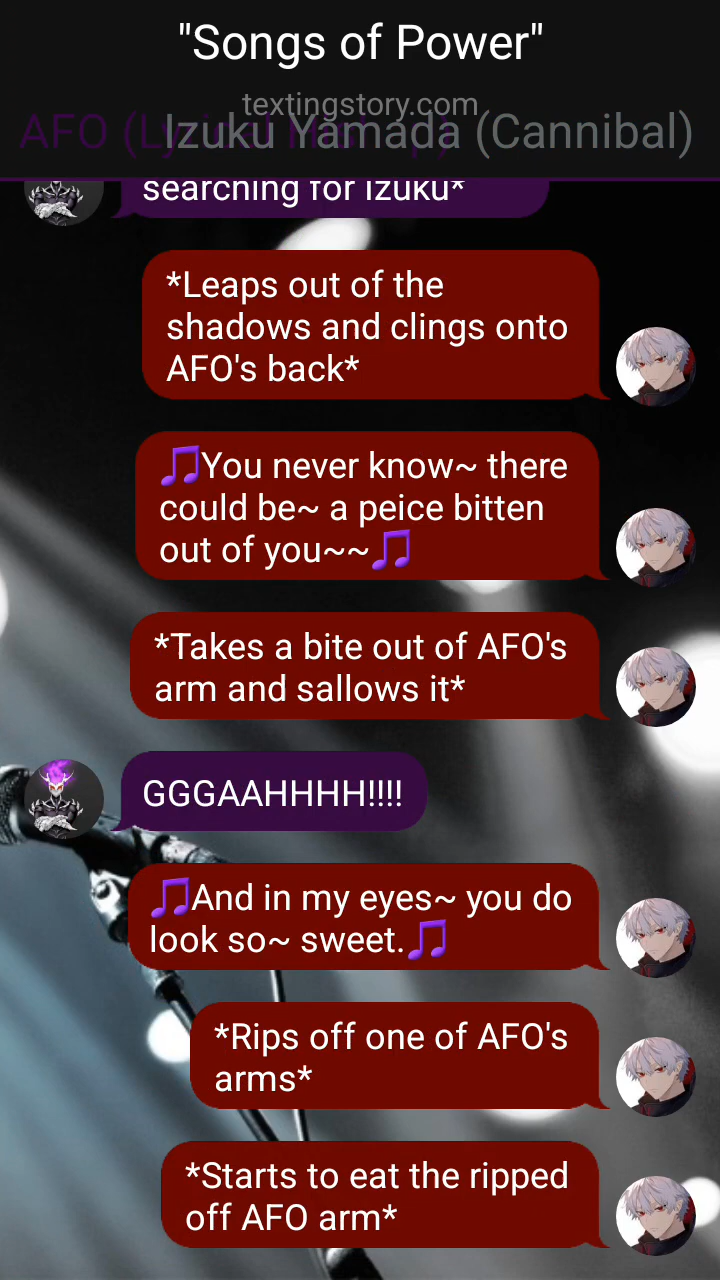 "Songs of Power"
textingstory.com
AFO (Ly
Izuku Yamada (Cannibal)
searching for Izuku*
*Leaps out of the
shadows and clings onto
AFO's back*
🎵You never know~ there
could be~ a peice bitten
out of you~~🎵
*Takes a bite out of AFO's
arm and sallows it*
GGGAAHHHH!!!!
🎵And in my eyes~ you do
look so~ sweet.🎵
*Rips off one of AFO's
arms*
*Starts to eat the ripped
off AFO arm*